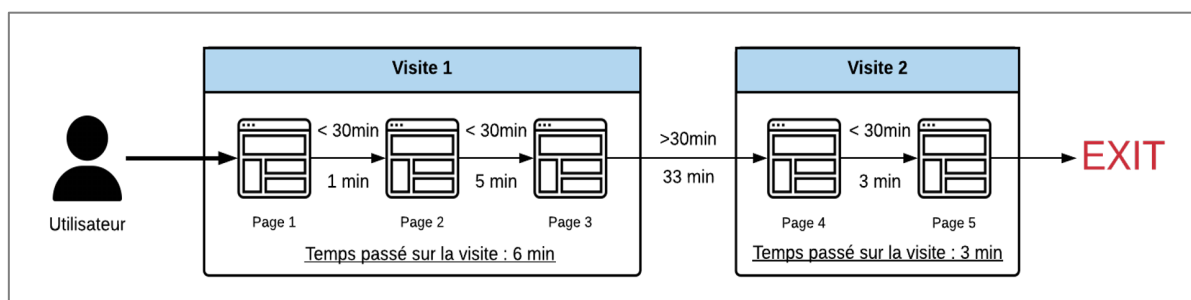 Visite 1
Visite 2
< 30min
< 30min
>30min
< 30min
EXIT
1 min
5 min
33 min
3 min
Utilisateur
Page 1
Page 2
Page 3
Page 4
Page 5
Temps passé sur la visite : 6 min
Temps passé sur la visite : 3 min